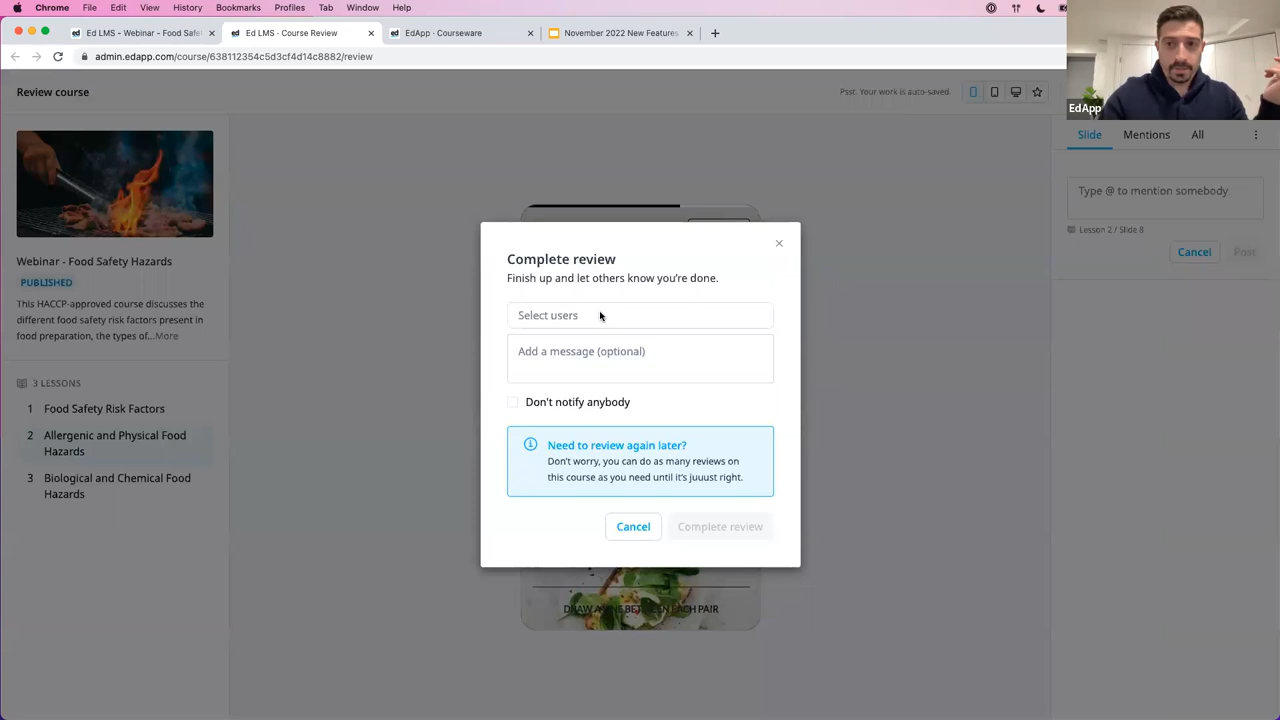 Chrome File Edit View History Bookmarks Profiles Tab Window Help
Ed LMS - Webinar - Food Safe
Ed LMS · Course Review
EdApp · Courseware
November 2022 New Features
admin.edapp.com/course/638112354c5d3cf4d14c8882/review
EdApp
Review course
Psst. Your work is auto-saved.
Slide Mentions All
Type @ to mention somebody
Lesson 2 / Slide 8
Cancel Post
Webinar - Food Safety Hazards
PUBLISHED
This HACCP-approved course discusses the
different food safety risk factors present in
food preparation, the types of...More
3 LESSONS
1 Food Safety Risk Factors
2 Allergenic and Physical Food
Hazards
3 Biological and Chemical Food
Hazards
Complete review
Finish up and let others know you're done.
Select users
Add a message (optional)
Don't notify anybody
Need to review again later?
Don't worry, you can do as many reviews on
this course as you need until it's juuust right.
Cancel Complete review
DRAW A LINE BETWEEN EACH PAIR